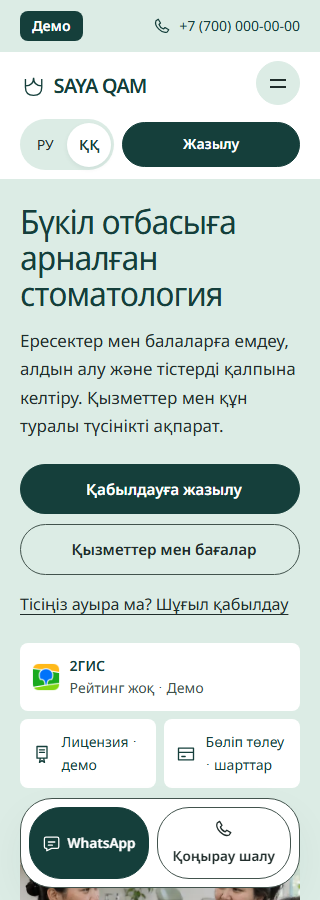 Демо
+7 (700) 000-00-00
SAYA QAM
РУ
ҚҚ
Жазылу
Бүкіл отбасыға
арналған
стоматология
Ересектер мен балаларға емдеу,
алдын алу және тістерді қалпына
келтіру. Қызметтер мен құн
туралы түсінікті ақпарат.
Қабылдауға жазылу
Қызметтер мен бағалар
Тісіңіз ауыра ма? Шұғыл қабылдау
2ГИС
Рейтинг жоқ · Демо
Лицензия ·
демо
Бөліп төлеу
· шарттар
WhatsApp
Қоңырау шалу